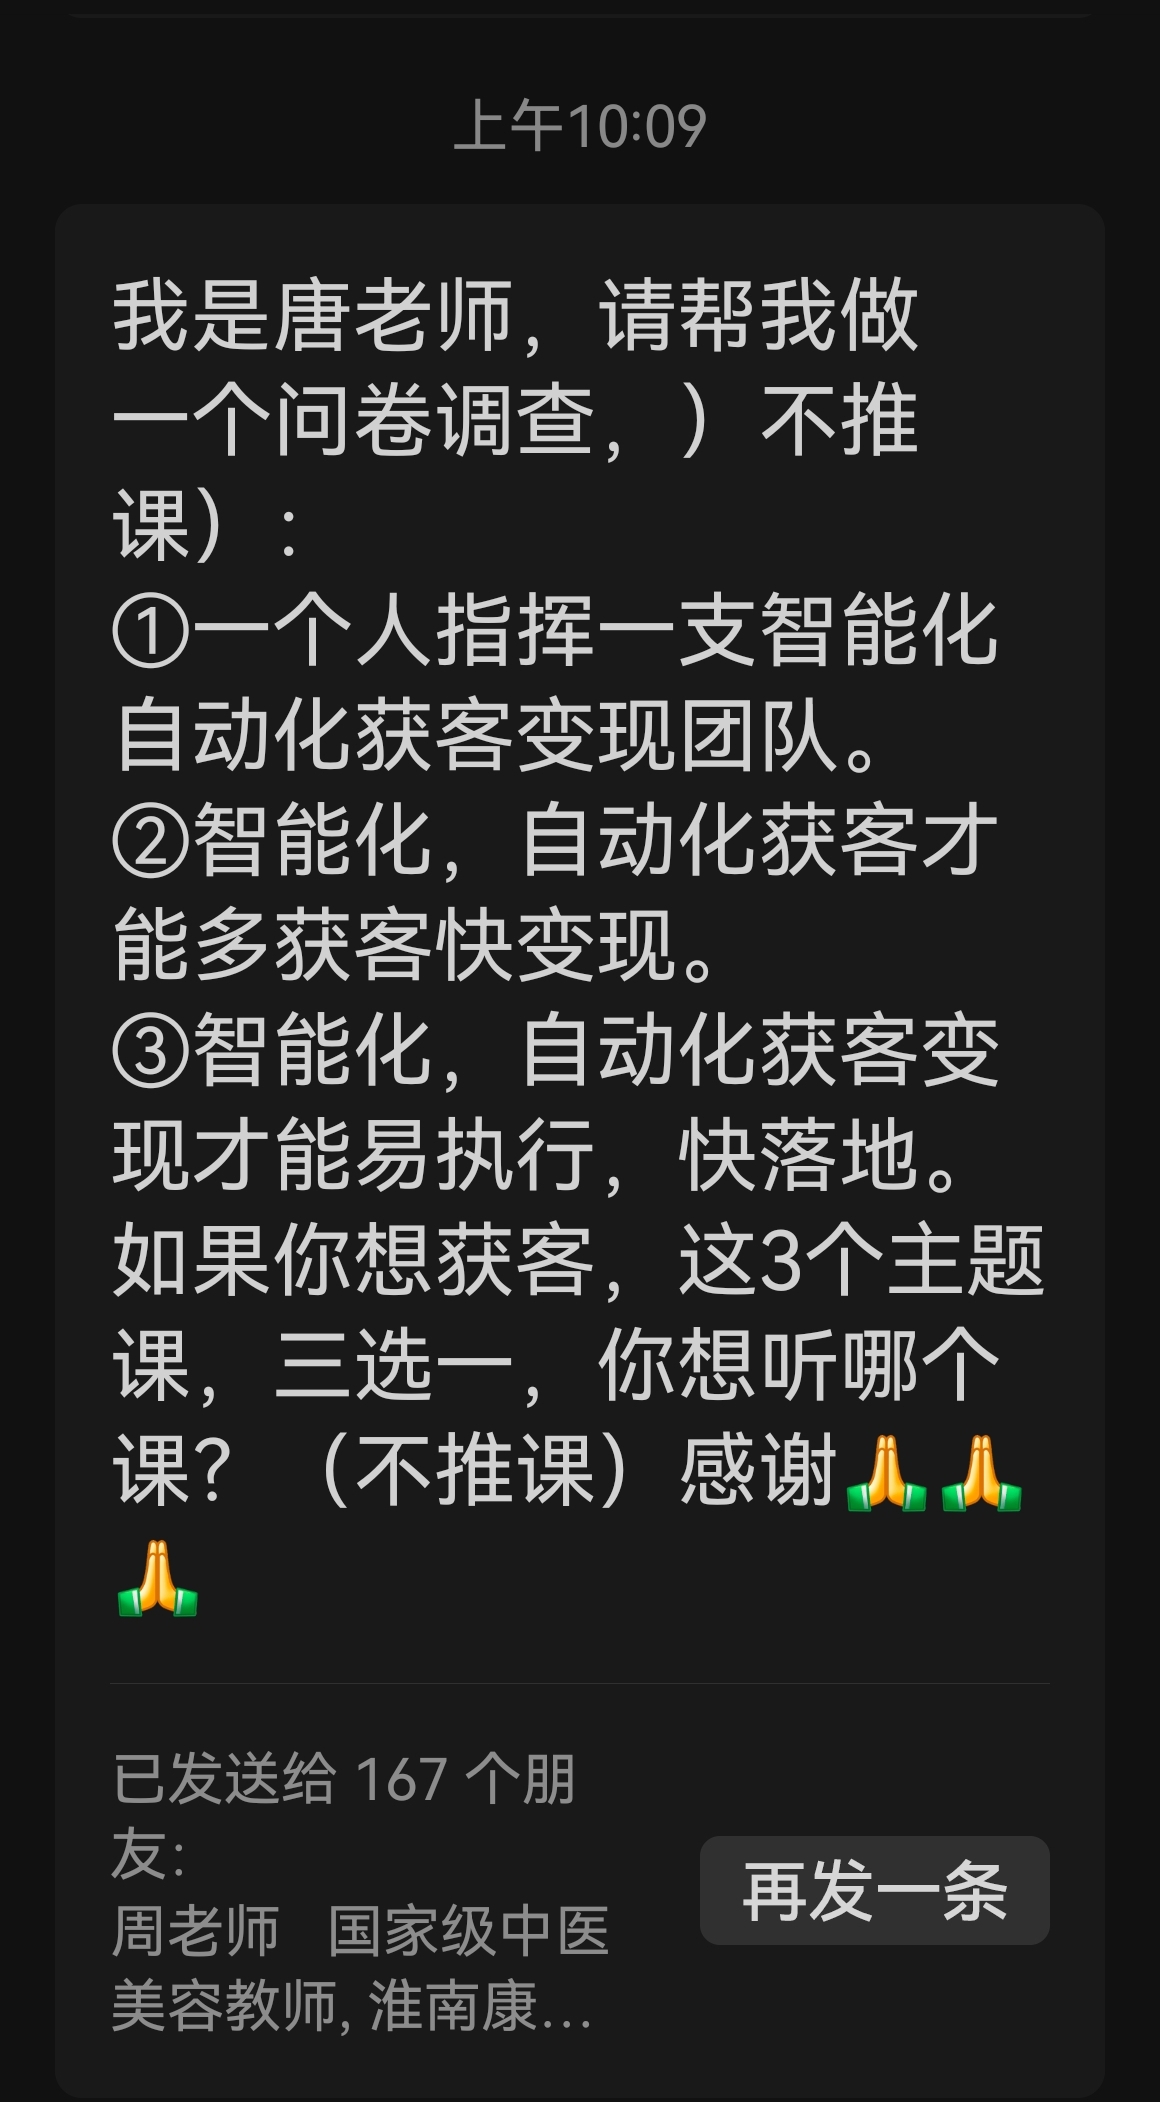 上午10:09
我是唐老师，请帮我做
一个问卷调查，）不推
课）：
①一个人指挥一支智能化
自动化获客变现团队。
②智能化，自动化获客才
能多获客快变现。
③智能化，自动化获客变
现才能易执行，快落地。
如果你想获客，这3个主题
课，三选一，你想听哪个
课？（不推课）感谢🙏🙏
🙏
已发送给 167 个朋
友：
周老师 国家级中医
美容教师, 淮南康...
再发一条